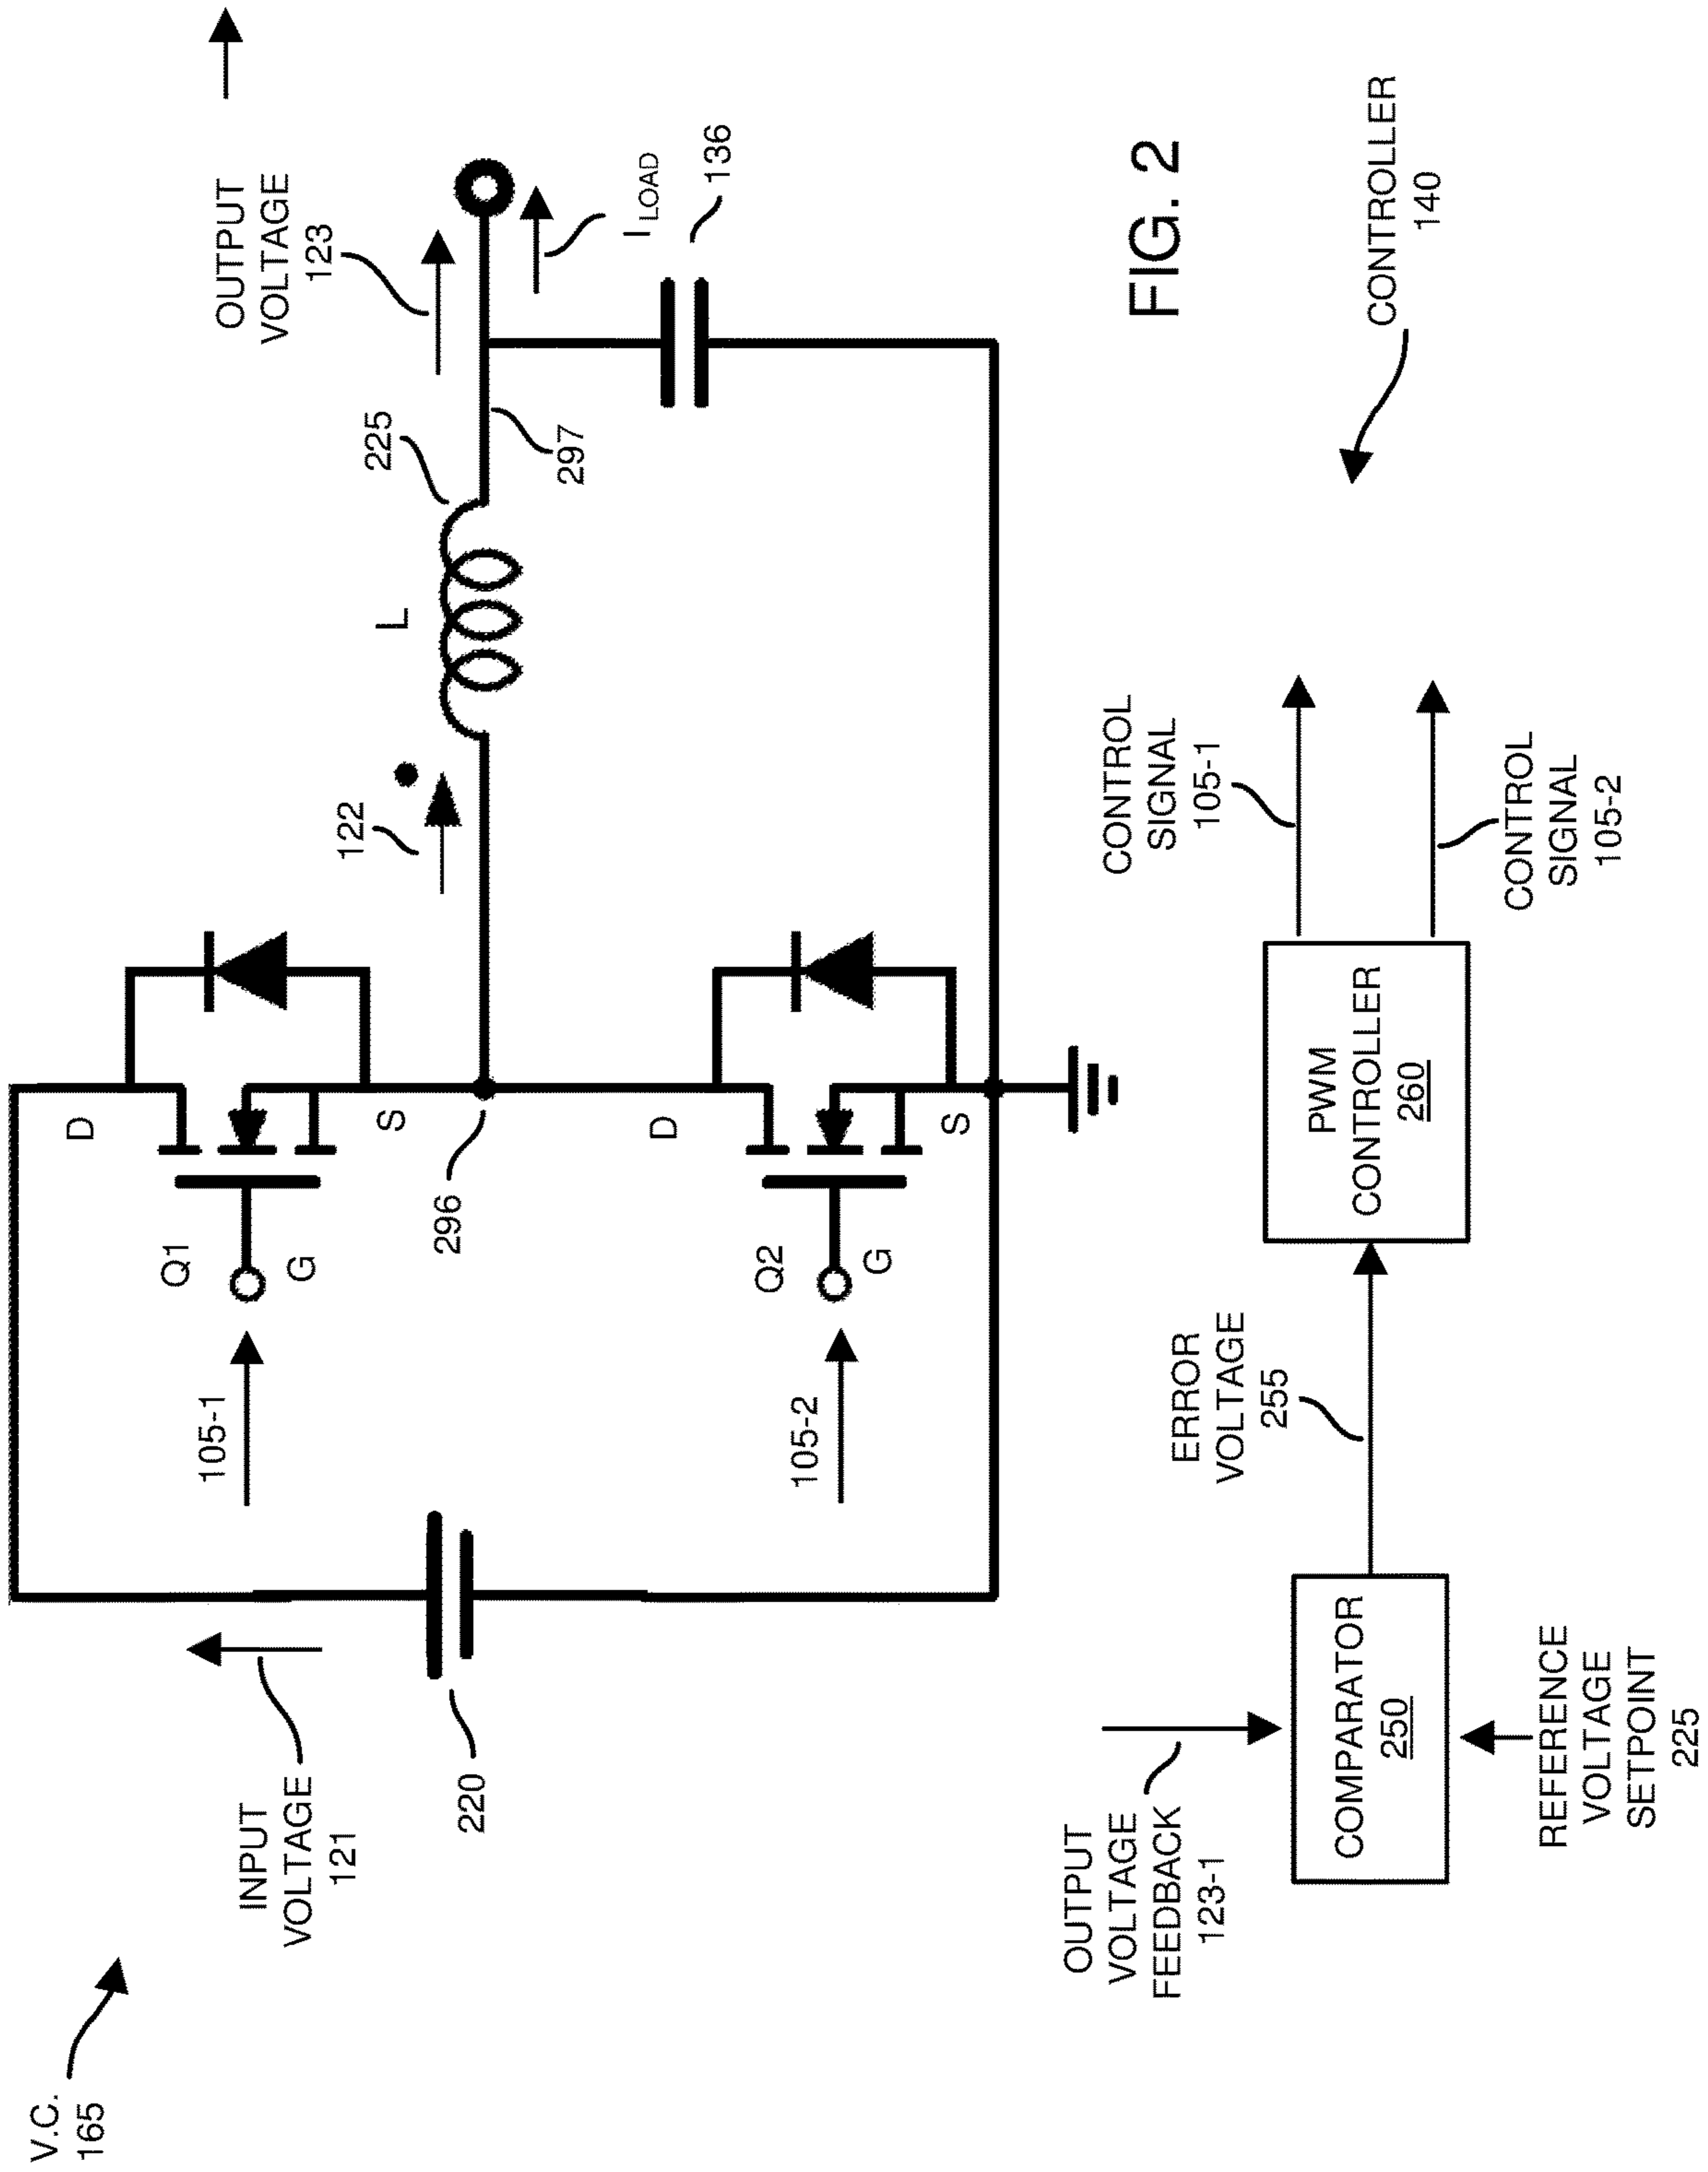 V.C.
165
INPUT
VOLTAGE
121
220
105-1
Q1
G
D
S
296
105-2
Q2
G
D
S
122
L
225
297
OUTPUT
VOLTAGE
123
I LOAD
136
FIG. 2
OUTPUT
VOLTAGE
FEEDBACK
123-1
COMPARATOR
250
REFERENCE
VOLTAGE
SETPOINT
225
ERROR
VOLTAGE
255
PWM
CONTROLLER
260
CONTROL
SIGNAL
105-1
CONTROL
SIGNAL
105-2
CONTROLLER
140